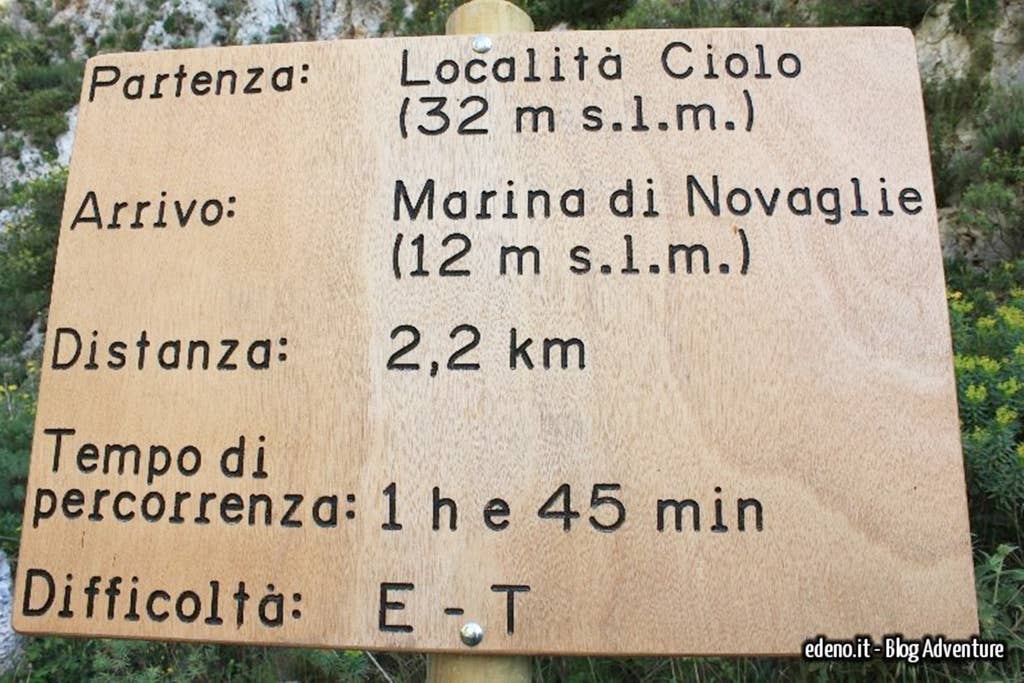 Partenza: Località Ciolo
(32 m s.l.m.)
Arrivo: Marina di Novaglie
(12 m s.l.m.)
Distanza: 2,2 km
Tempo di
percorrenza: 1 h e 45 min
Difficoltà: E - T
edeno.it - Blog Adventure